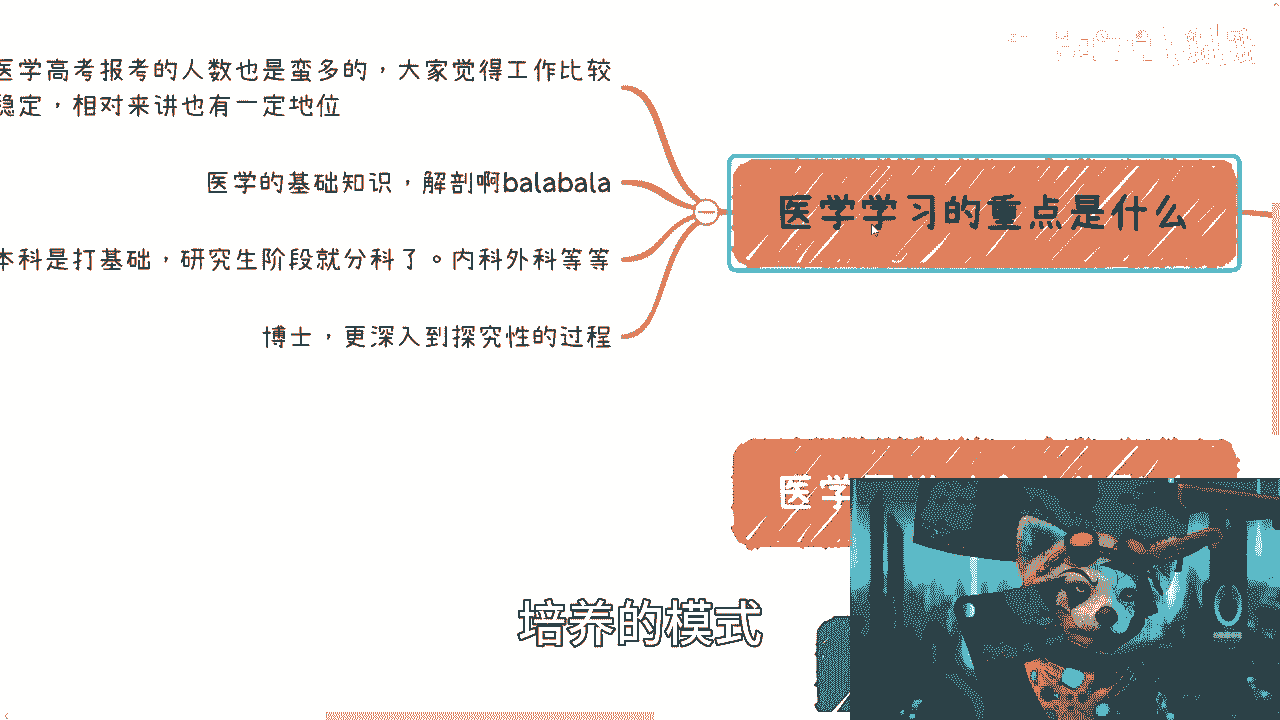 医学高考报考的人数也是蛮多的，大家觉得工作比较
稳定，相对来讲也有一定地位
医学的基础知识，解剖啊balabala
本科是打基础，研究生阶段就分科了。内科外科等等
博士，更深入到探究性的过程
医学学习的重点是什么
医学
培养的模式